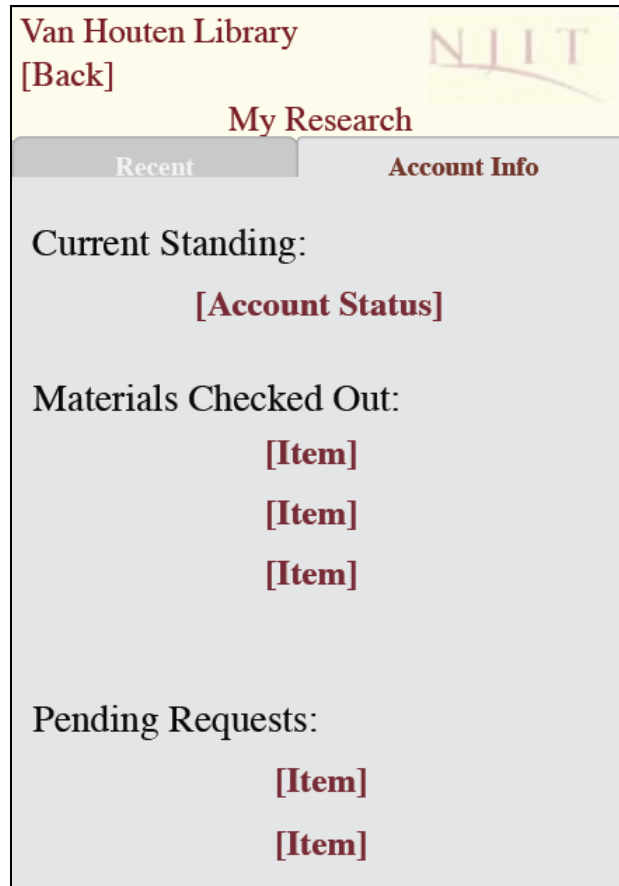 Van Houten Library
NJIT
[Back]
My Research
Recent
Account Info
Current Standing:
[Account Status]
Materials Checked Out:
[Item]
[Item]
[Item]
Pending Requests:
[Item]
[Item]